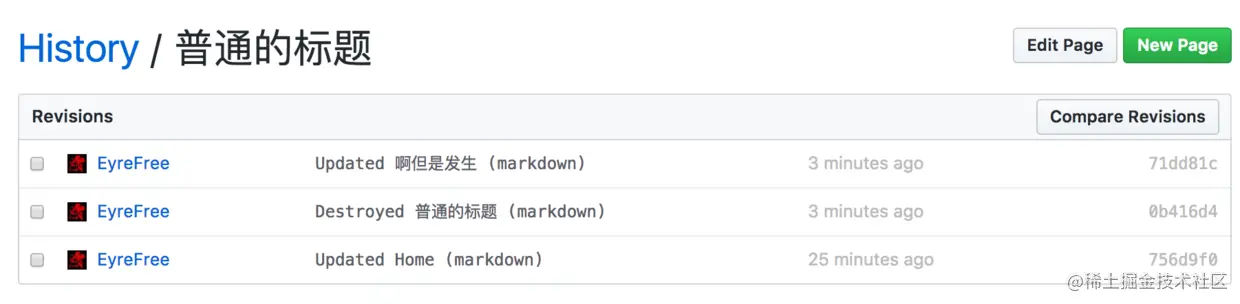 History / 普通的标题 Edit Page New Page
Revisions Compare Revisions
EyreFree Updated 啊但是发生 (markdown) 3 minutes ago 71dd81c
EyreFree Destroyed 普通的标题 (markdown) 3 minutes ago 0b416d4
EyreFree Updated Home (markdown) 25 minutes ago 756d9f0
@稀土掘金技术社区